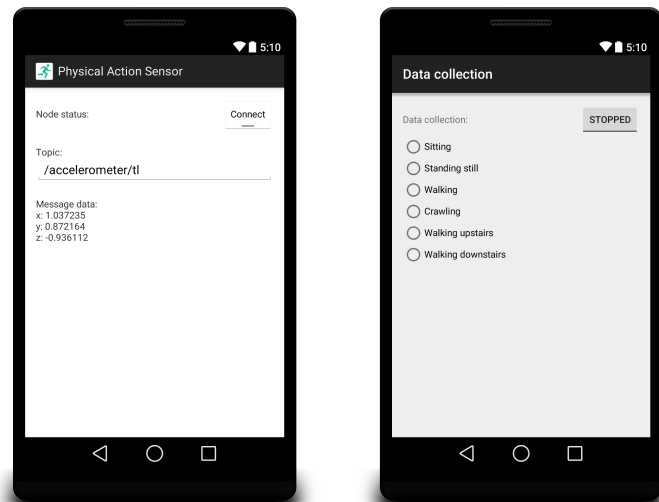 5:10
Physical Action Sensor
Node status:
Connect
Topic:
/accelerometer/tl
Message data:
x: 1.037235
y: 0.872164
z: -0.936112
5:10
Data collection
Data collection:
STOPPED
Sitting
Standing still
Walking
Crawling
Walking upstairs
Walking downstairs